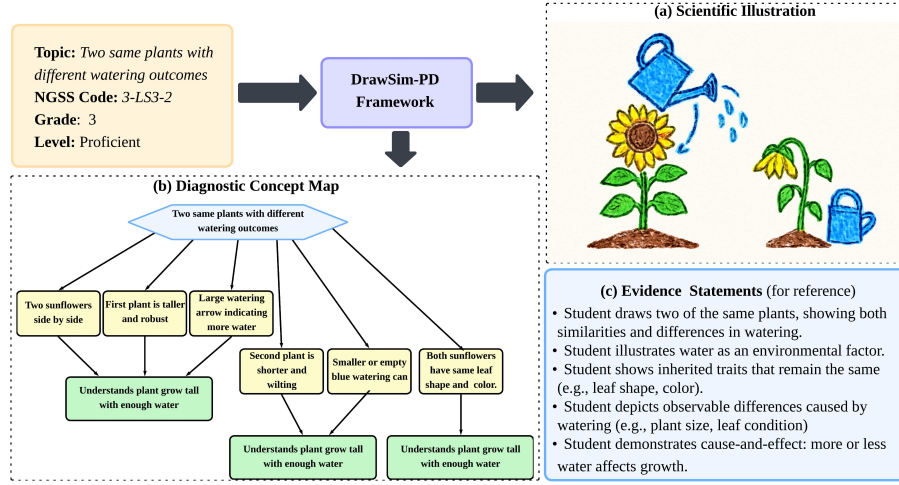 Topic: Two same plants with
different watering outcomes
NGSS Code: 3-LS3-2
Grade: 3
Level: Proficient
DrawSim-PD
Framework
(a) Scientific Illustration
(b) Diagnostic Concept Map
Two same plants with different
watering outcomes
Two sunflowers
side by side
First plant is taller
and robust
Large watering
arrow indicating
more water
Second plant is
shorter and
wilting
Smaller or empty
blue watering can
Both sunflowers
have same leaf
shape and color.
Understands plant grow tall
with enough water
Understands plant grow tall
with enough water
Understands plant grow tall
with enough water
(c) Evidence Statements (for reference)
• Student draws two of the same plants, showing both
similarities and differences in watering.
• Student illustrates water as an environmental factor.
• Student shows inherited traits that remain the same
(e.g., leaf shape, color).
• Student depicts observable differences caused by
watering (e.g., plant size, leaf condition)
• Student demonstrates cause-and-effect: more or less
water affects growth.